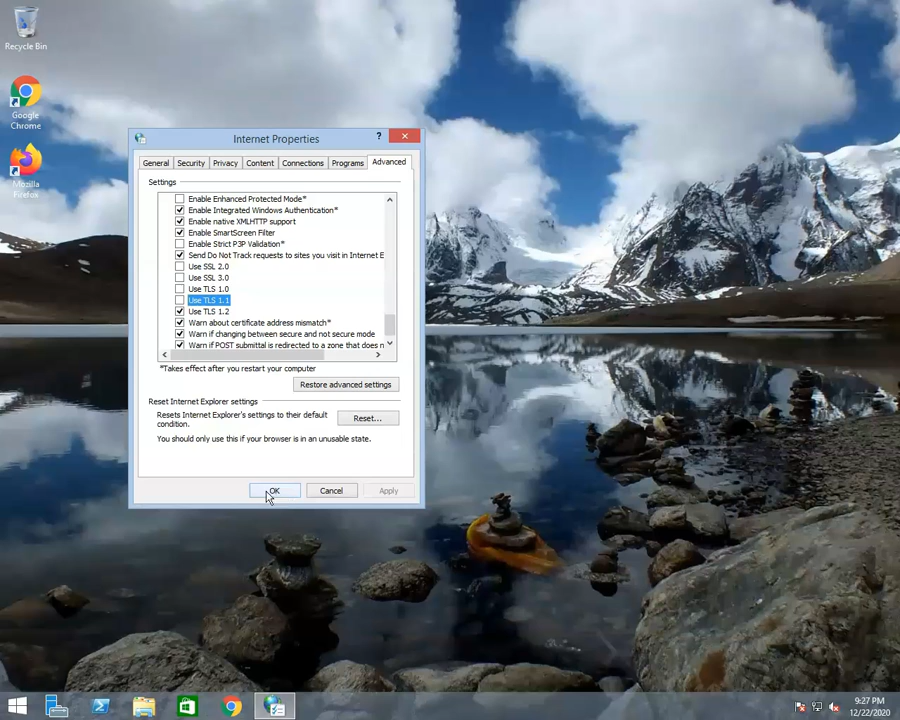 Recycle Bin
Google
Chrome
Mozilla
Firefox
Internet Properties
?
General
Security
Privacy
Content
Connections
Programs
Advanced
Settings
Enable Enhanced Protected Mode*
Enable Integrated Windows Authentication*
Enable native XMLHTTP support
Enable SmartScreen Filter
Enable Strict P3P Validation*
Send Do Not Track requests to sites you visit in Internet E
Use SSL 2.0
Use SSL 3.0
Use TLS 1.0
Use TLS 1.1
Use TLS 1.2
Warn about certificate address mismatch*
Warn if changing between secure and not secure mode
Warn if POST submittal is redirected to a zone that does n
*Takes effect after you restart your computer
Restore advanced settings
Reset Internet Explorer settings
Resets Internet Explorer's settings to their default
condition.
Reset...
You should only use this if your browser is in an unusable state.
OK
Cancel
Apply
9:27 PM
12/22/2020